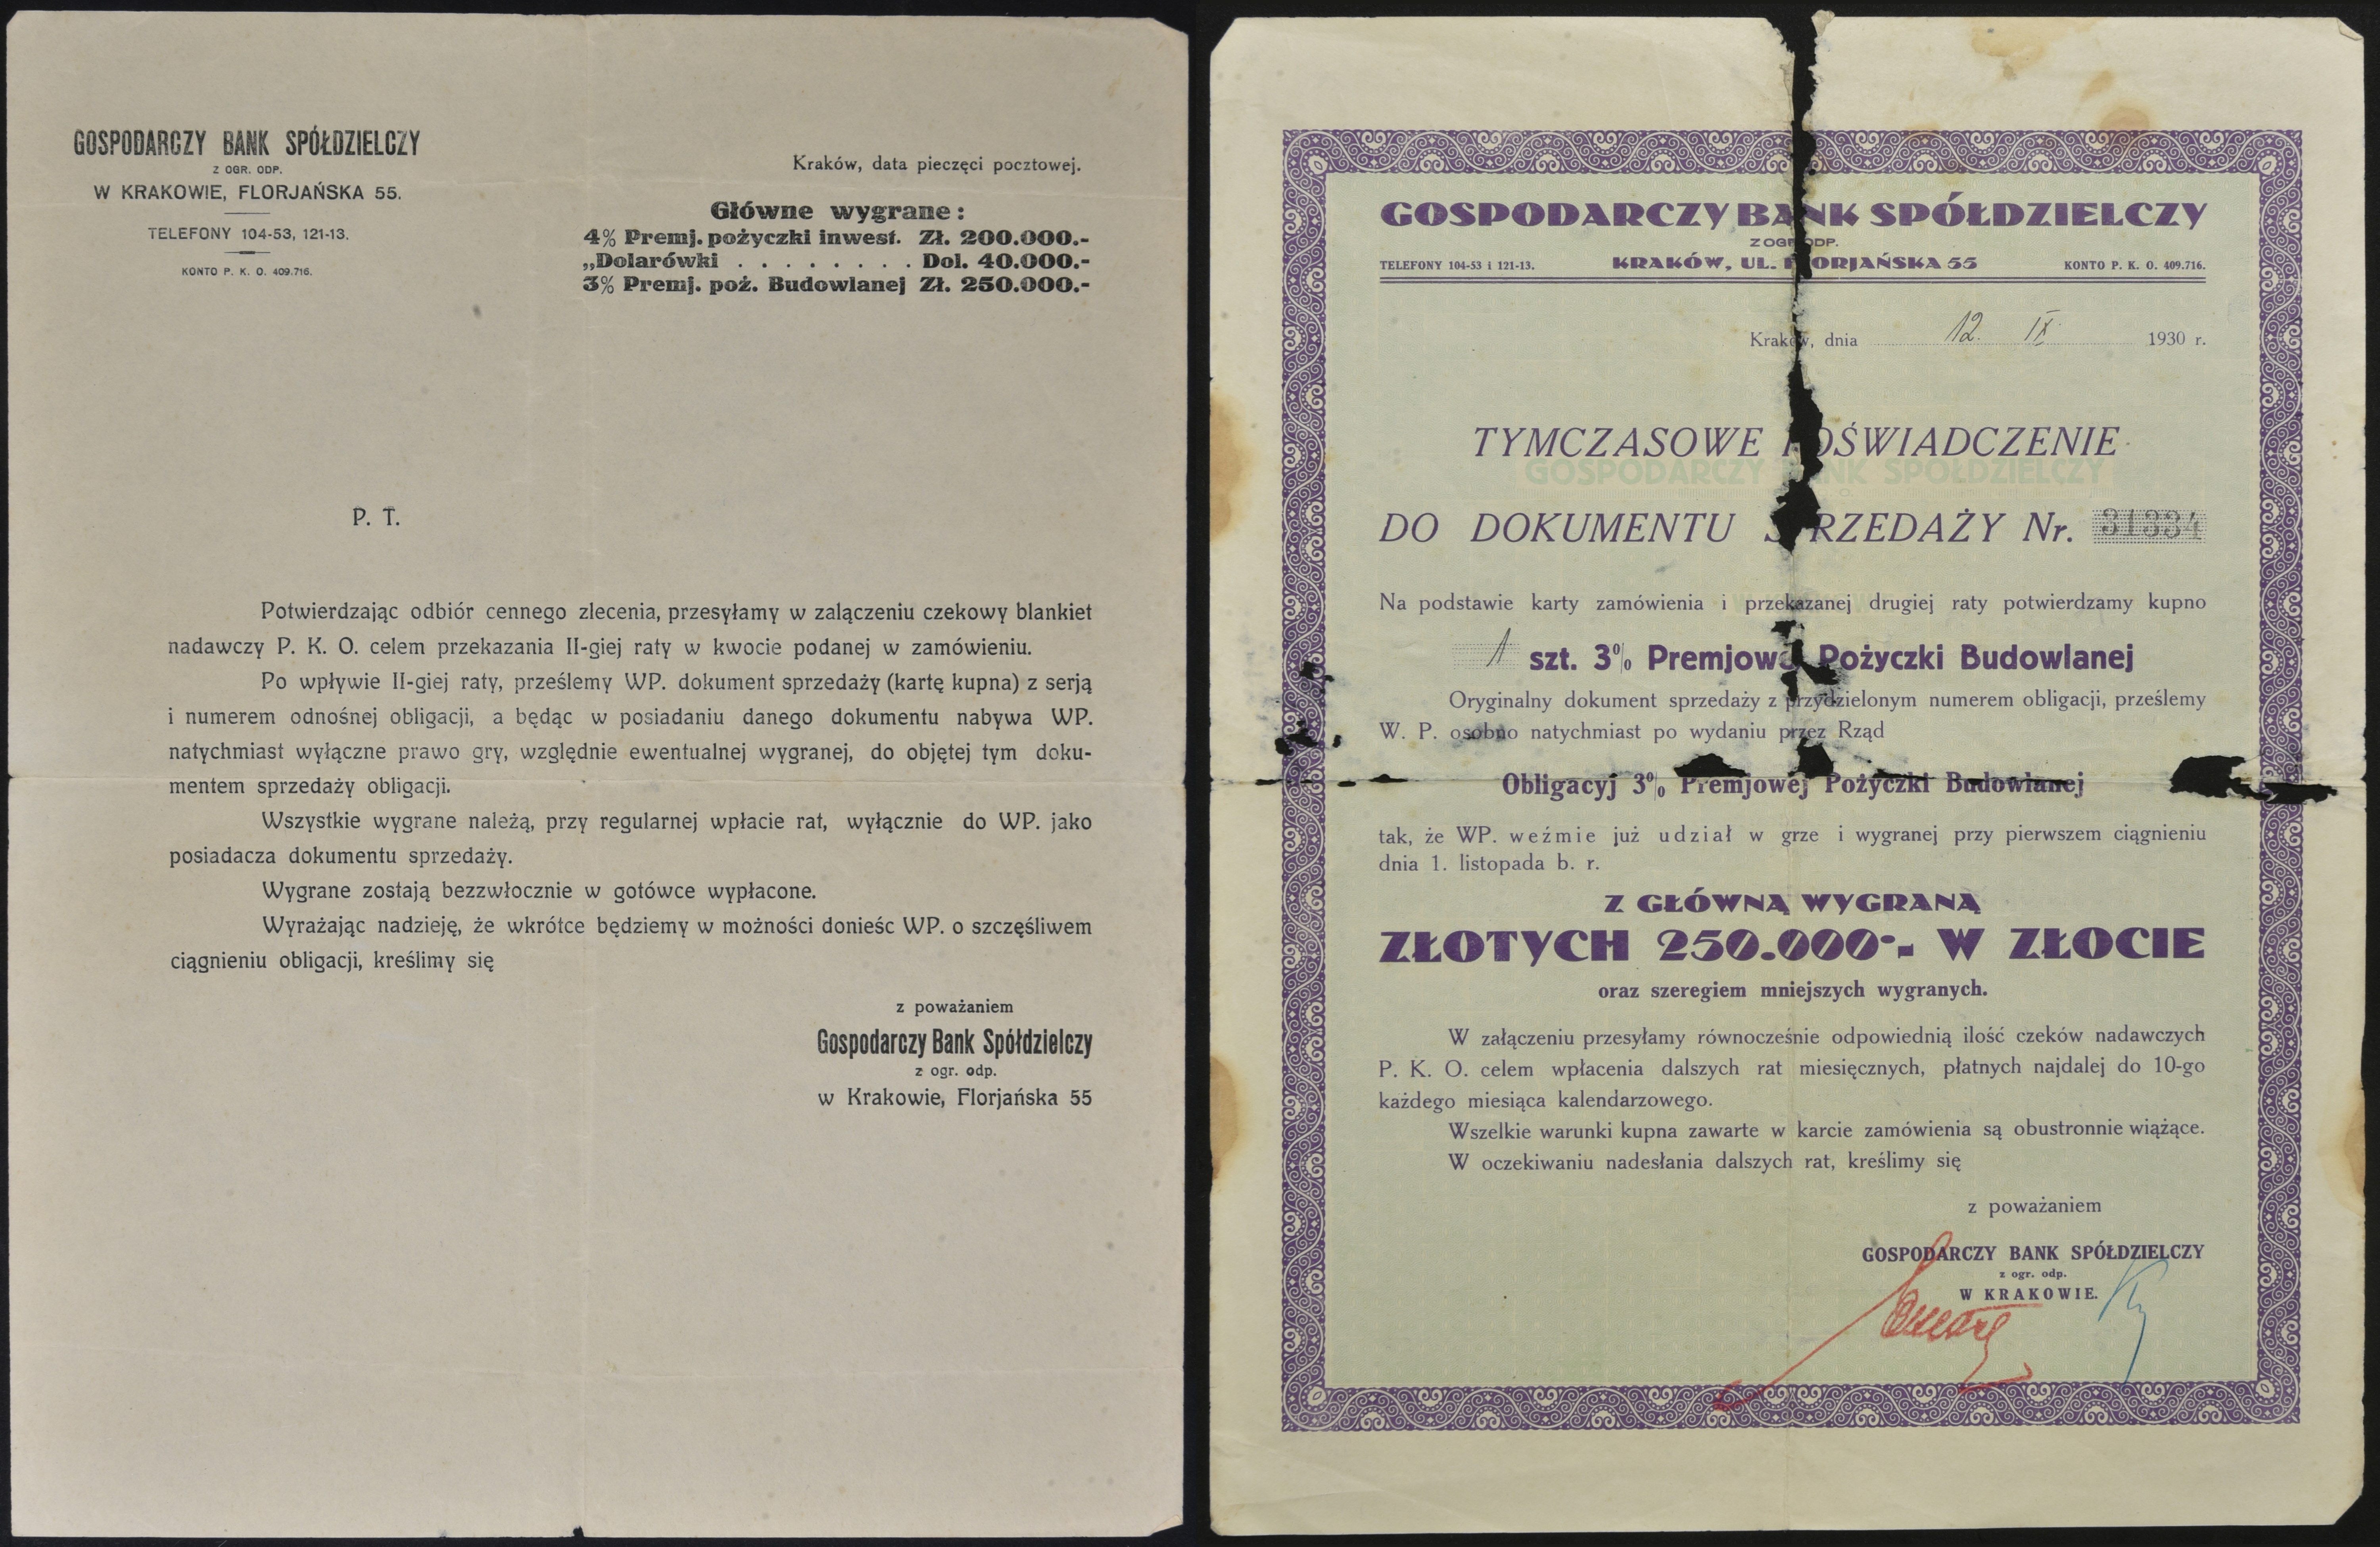 GOSPODARCZY BANK SPÓŁDZIELCZY
Z OGR. ODP.
W KRAKOWIE, FLORJAŃSKA 55.
TELEFONY 104-53, 121-13.
KONTO P. K. O. 409.716.
Kraków, data pieczęci pocztowej.
Główne wygrane:
4% Premj. pożyczki inwest. Zł. 200.000.-
„Dolarówki . . . . . . . . Dol. 40.000.-
3% Premj. poż. Budowlanej Zł. 250.000.-
P. T.
Potwierdzając odbiór cennego zlecenia, przesyłamy w załączeniu czekowy blankiet
nadawczy P. K. O. celem przekazania II-giej raty w kwocie podanej w zamówieniu.
Po wpływie II-giej raty, prześlemy WP. dokument sprzedaży (kartę kupna) z serją
i numerem odnośnej obligacji, a będąc w posiadaniu danego dokumentu nabywa WP.
natychmiast wyłączne prawo gry, względnie ewentualnej wygranej, do objętej tym doku-
mentem sprzedaży obligacji.
Wszystkie wygrane należą, przy regularnej wpłacie rat, wyłącznie do WP. jako
posiadacza dokumentu sprzedaży.
Wygrane zostają bezzwłocznie w gotówce wypłacone.
Wyrażając nadzieję, że wkrótce będziemy w możności donieśc WP. o szczęśliwem
ciągnieniu obligacji, kreślimy się
z poważaniem
Gospodarczy Bank Spółdzielczy
z ogr. odp.
w Krakowie, Florjańska 55
GOSPODARCZY BANK SPÓŁDZIELCZY
Z OGR. ODP.
TELEFONY 104-53 i 121-13. KRAKÓW, UL. FLORJAŃSKA 55 KONTO P. K. O. 409.716.
Kraków, dnia 12. IX. 1930 r.
TYMCZASOWE POŚWIADCZENIE
GOSPODARCZY BANK SPÓŁDZIELCZY
DO DOKUMENTU SPRZEDAŻY Nr. 31334
Na podstawie karty zamówienia i przekazanej drugiej raty potwierdzamy kupno
1 szt. 3% Premjowej Pożyczki Budowlanej
Oryginalny dokument sprzedaży z przydzielonym numerem obligacji, prześlemy
W. P. osobno natychmiast po wydaniu przez Rząd
Obligacyj 3% Premjowej Pożyczki Budowlanej
tak, że WP. weźmie już udział w grze i wygranej przy pierwszem ciągnieniu
dnia 1. listopada b. r.
Z GŁÓWNĄ WYGRANĄ
ZŁOTYCH 250.000·- W ZŁOCIE
oraz szeregiem mniejszych wygranych.
W załączeniu przesyłamy równocześnie odpowiednią ilość czeków nadawczych
P. K. O. celem wpłacenia dalszych rat miesięcznych, płatnych najdalej do 10-go
każdego miesiąca kalendarzowego.
Wszelkie warunki kupna zawarte w karcie zamówienia są obustronnie wiążące.
W oczekiwaniu nadesłania dalszych rat, kreślimy się
z poważaniem
GOSPODARCZY BANK SPÓŁDZIELCZY
z ogr. odp.
W KRAKOWIE.